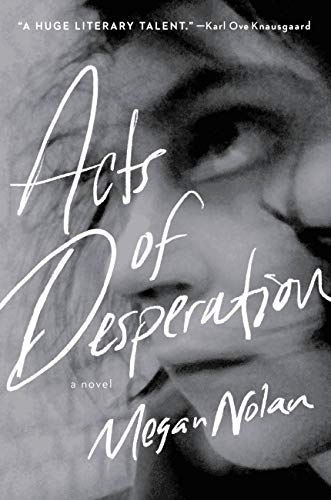 “A HUGE LITERARY TALENT.”—Karl Ove Knausgaard
Acts
of
Desperation
a novel
Megan Nolan